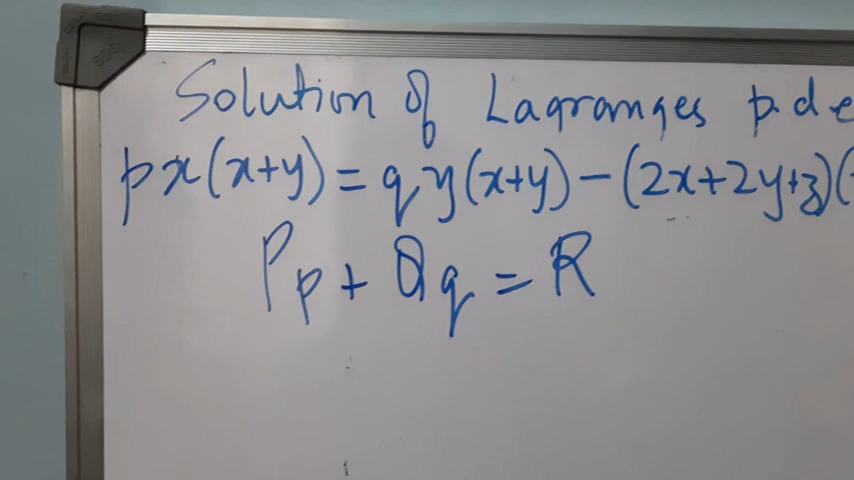 Solution of Lagranges p.d.e
px(x+y) = qy(x+y) - (2x+2y+z)(
Pp + Qq = R